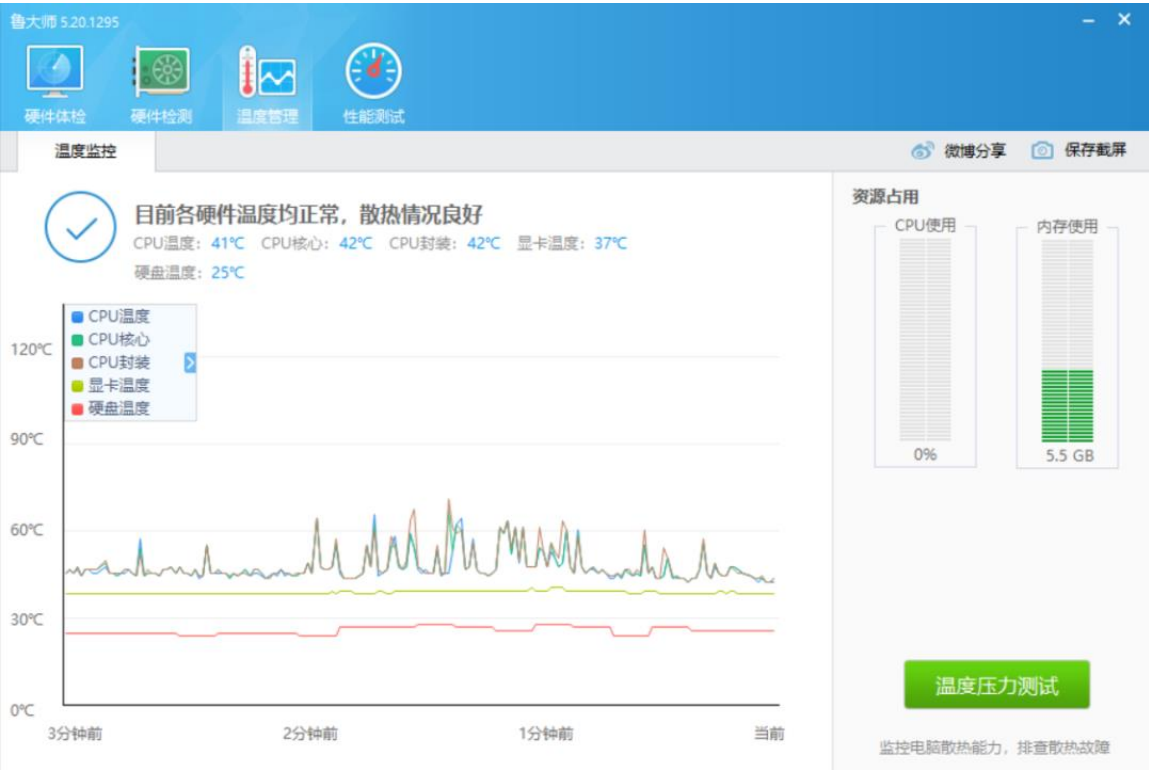 鲁大师 5.20.1295
硬件体检 硬件检测 温度管理 性能测试
温度监控 微博分享 保存截屏
目前各硬件温度均正常，散热情况良好
CPU温度：41℃ CPU核心：42℃ CPU封装：42℃ 显卡温度：37℃
硬盘温度：25℃
CPU温度
CPU核心
CPU封装
显卡温度
硬盘温度
120℃
90℃
60℃
30℃
0℃
3分钟前 2分钟前 1分钟前 当前
资源占用
CPU使用 内存使用
0% 5.5 GB
温度压力测试
监控电脑散热能力，排查散热故障